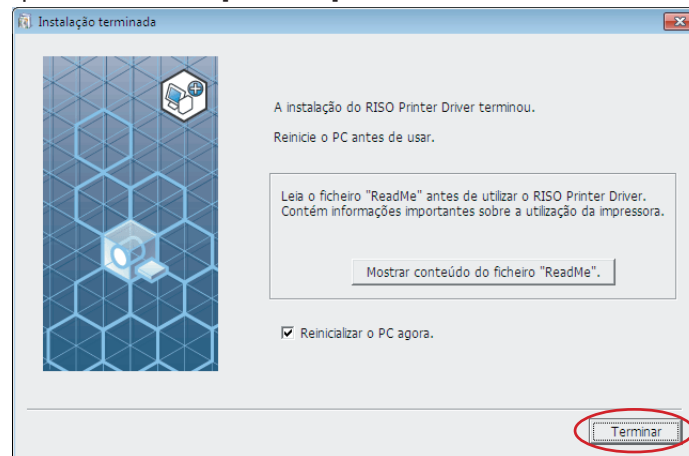 Instalação terminada
A instalação do RISO Printer Driver terminou.
Reinicie o PC antes de usar.
Leia o ficheiro "ReadMe" antes de utilizar o RISO Printer Driver.
Contém informações importantes sobre a utilização da impressora.
Mostrar conteúdo do ficheiro "ReadMe".
Reinicializar o PC agora.
Terminar